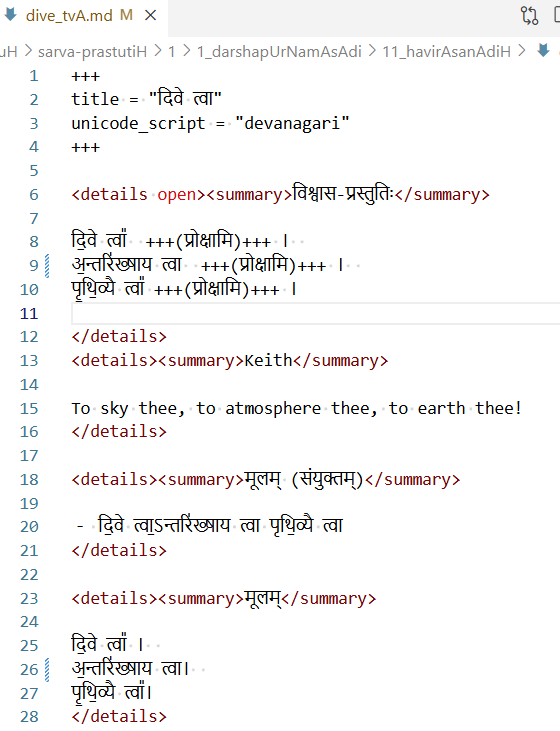 dive_tvA.md M ×
uH > sarva-prastutiH > 1 > 1_darshapUrNamAsAdi > 11_havirAsanAdiH >
1 +++
2 title = "दिवे त्वा"
3 unicode_script = "devanagari"
4 +++
5
6 <details open><summary>विश्वास-प्रस्तुतिः</summary>
7
8 दि॒वे त्वा᳚ +++(प्रोक्षामि)+++ ।
9 अ॒न्तरि॑ख्षाय त्वा +++(प्रोक्षामि)+++ ।
10 पृ॒थि॒व्यै त्वा᳚ +++(प्रोक्षामि)+++ ।
11
12 </details>
13 <details><summary>Keith</summary>
14
15 To sky thee, to atmosphere thee, to earth thee!
16 </details>
17
18 <details><summary>मूलम् (संयुक्तम्)</summary>
19
20 - दि॒वे त्वा॒ऽन्तरि॑ख्षाय त्वा पृथि॒व्यै त्वा
21 </details>
22
23 <details><summary>मूलम्</summary>
24
25 दि॒वे त्वा᳚ ।
26 अ॒न्तरि॑ख्षाय त्वा।
27 पृ॒थि॒व्यै त्वा᳚।
28 </details>